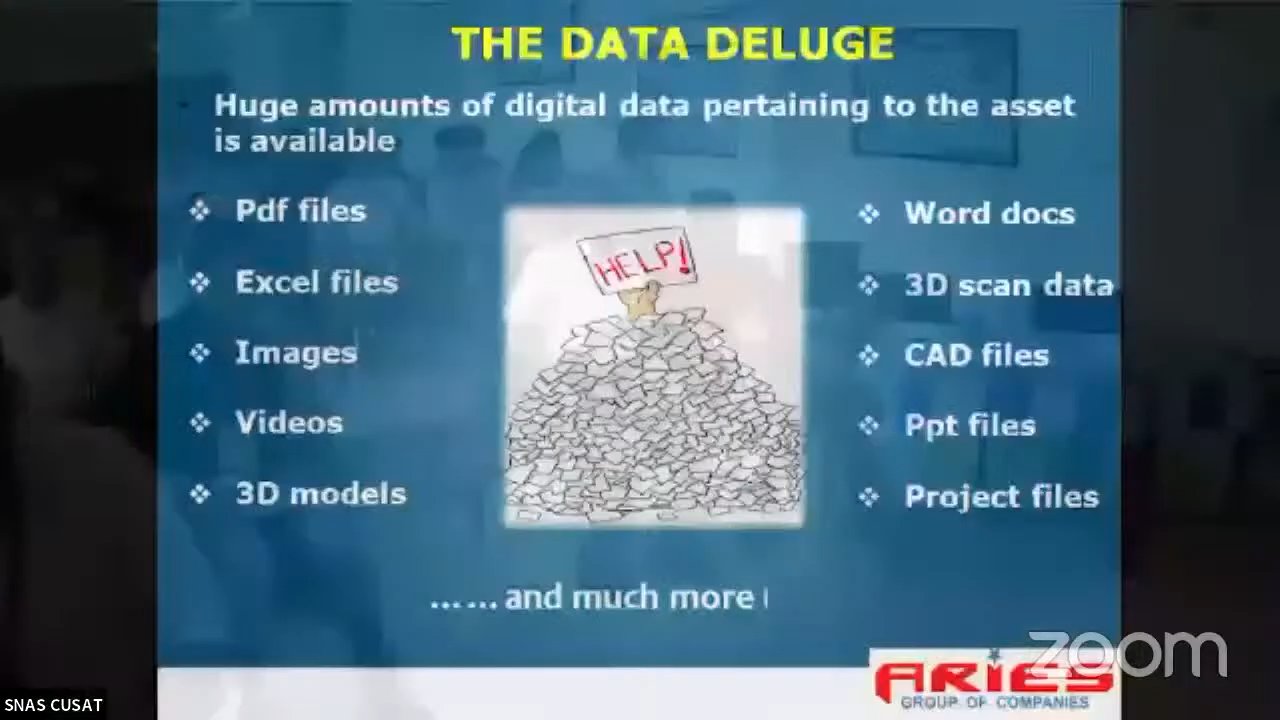 THE DATA DELUGE
Huge amounts of digital data pertaining to the asset
is available
❖ Pdf files
❖ Excel files
❖ Images
❖ Videos
❖ 3D models
HELP!
❖ Word docs
❖ 3D scan data
❖ CAD files
❖ Ppt files
❖ Project files
……and much more
zoom
ARIES
GROUP OF COMPANIES
SNAS CUSAT